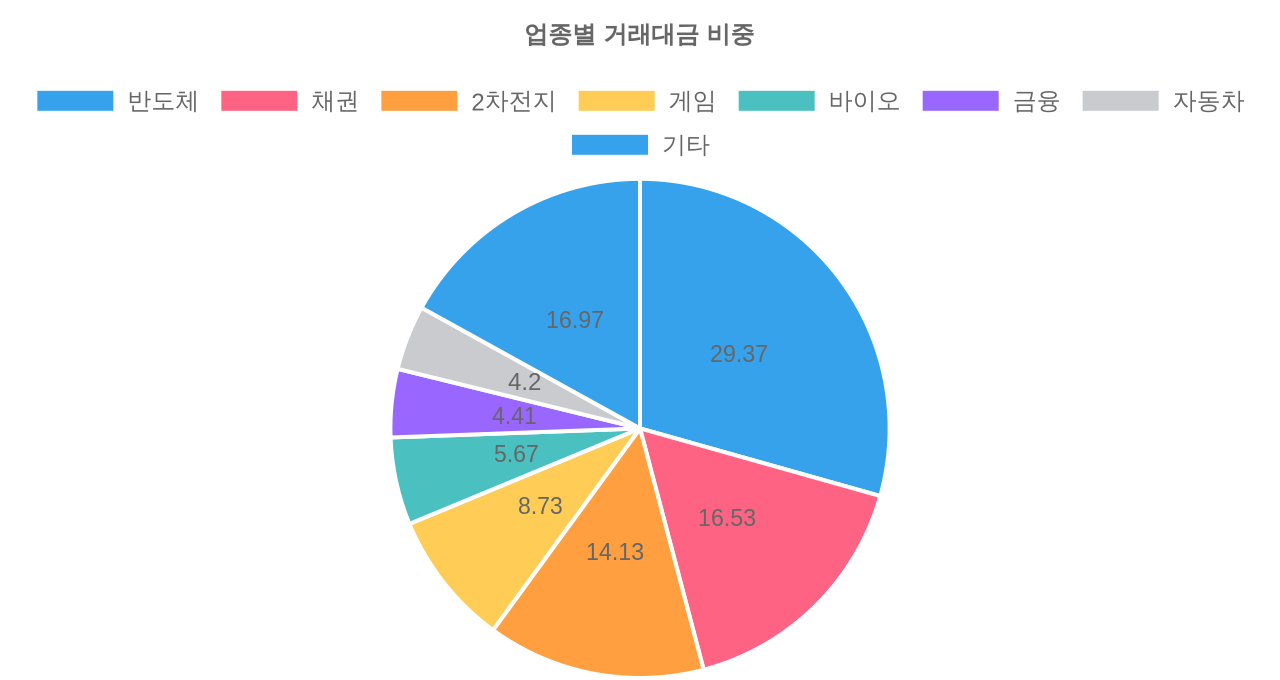 업종별 거래대금 비중
반도체 채권 2차전지 게임 바이오 금융 자동차
기타
16.97
29.37
4.2
4.41
5.67
8.73
16.53
14.13